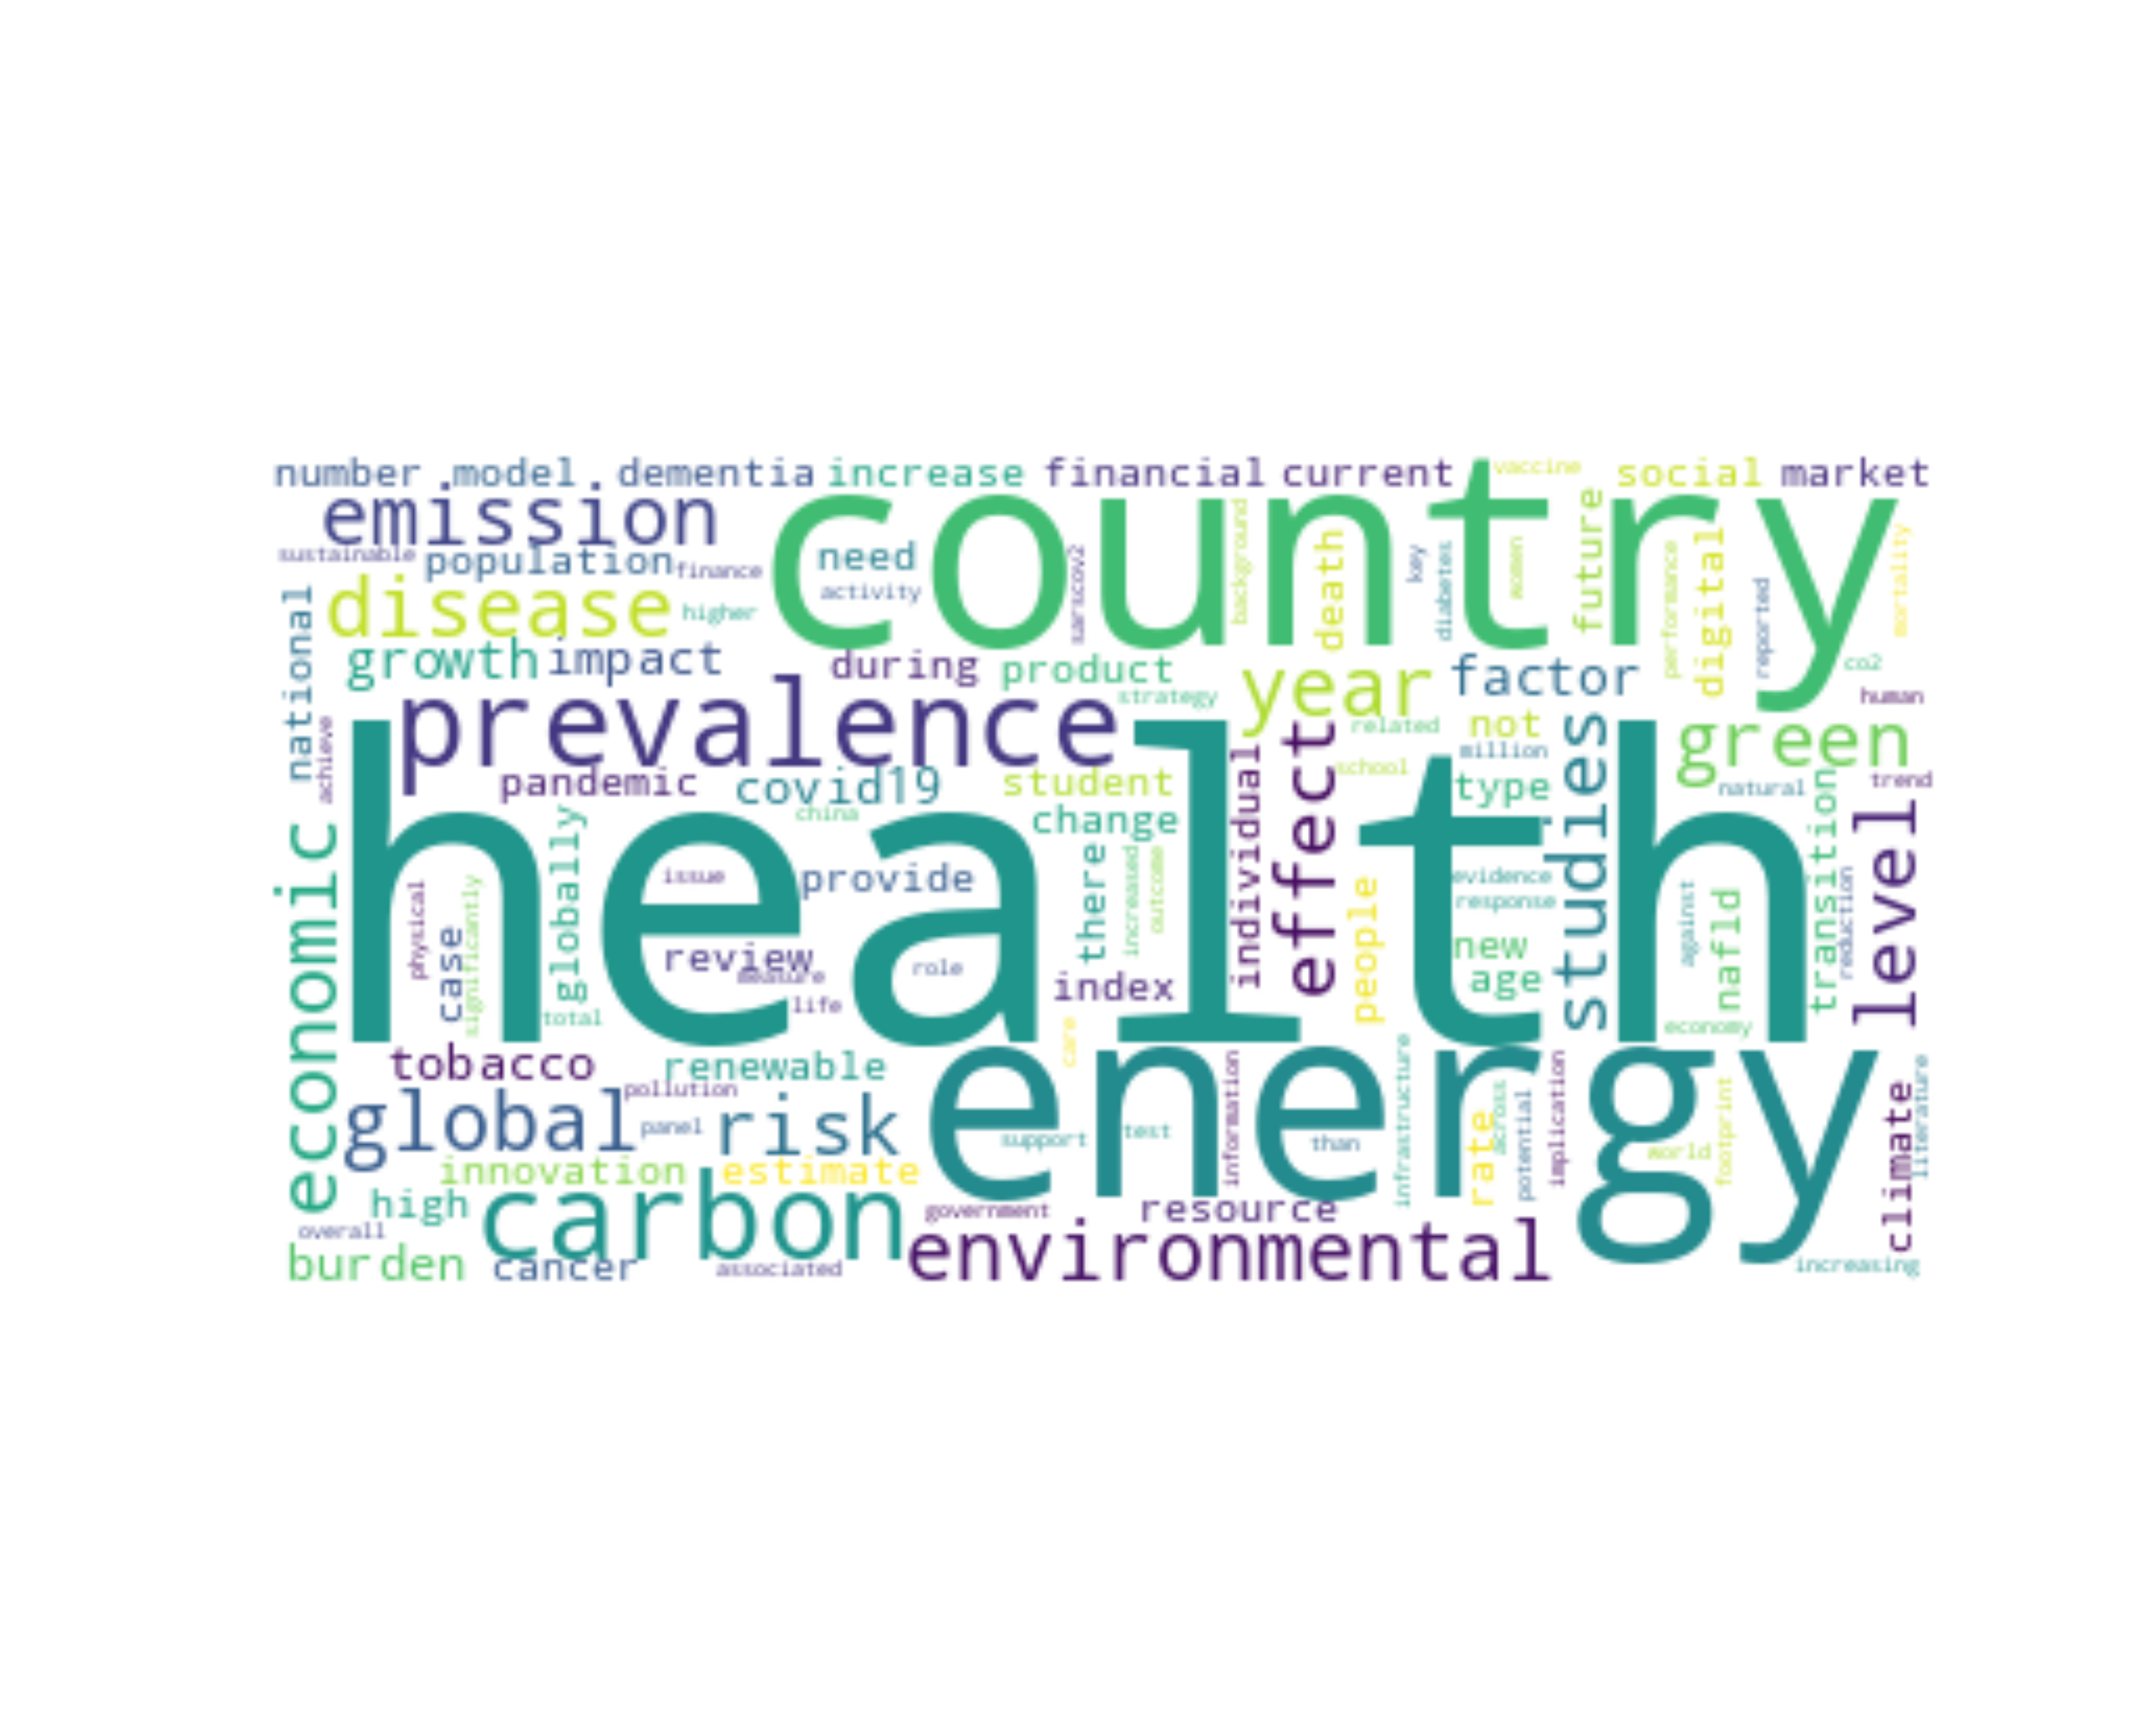 number model dementia increase financial current vaccine social market
emission country
sustainable population finance need activity sarscov2 background death key diabetes women future performance digital reported mortality
disease higher
national growth impact during product strategy year factor co2 human
achieve prevalence related not million green
pandemic covid19 student school type natural trend
china change individual effect studies transition level
economic health
globally issue provide there increased outcome people evidence response against nafld reduction
physical case significantly review measure role index new age
life total care economy
tobacco renewable energy
pollution information infrastructure across potential implication footprint climate literature
global panel risk support test than rate world
innovation estimate
high carbon government resource
overall environmental
burden cancer associated increasing